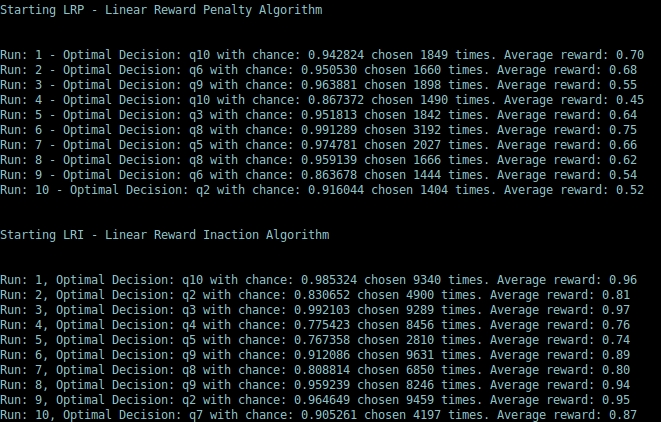 Starting LRP - Linear Reward Penalty Algorithm
Run: 1 - Optimal Decision: q10 with chance: 0.942824 chosen 1849 times. Average reward: 0.70
Run: 2 - Optimal Decision: q6 with chance: 0.950530 chosen 1660 times. Average reward: 0.68
Run: 3 - Optimal Decision: q9 with chance: 0.963881 chosen 1898 times. Average reward: 0.55
Run: 4 - Optimal Decision: q10 with chance: 0.867372 chosen 1490 times. Average reward: 0.45
Run: 5 - Optimal Decision: q3 with chance: 0.951813 chosen 1842 times. Average reward: 0.64
Run: 6 - Optimal Decision: q8 with chance: 0.991289 chosen 3192 times. Average reward: 0.75
Run: 7 - Optimal Decision: q5 with chance: 0.974781 chosen 2027 times. Average reward: 0.66
Run: 8 - Optimal Decision: q8 with chance: 0.959139 chosen 1666 times. Average reward: 0.62
Run: 9 - Optimal Decision: q6 with chance: 0.863678 chosen 1444 times. Average reward: 0.54
Run: 10 - Optimal Decision: q2 with chance: 0.916044 chosen 1404 times. Average reward: 0.52
Starting LRI - Linear Reward Inaction Algorithm
Run: 1, Optimal Decision: q10 with chance: 0.985324 chosen 9340 times. Average reward: 0.96
Run: 2, Optimal Decision: q2 with chance: 0.830652 chosen 4900 times. Average reward: 0.81
Run: 3, Optimal Decision: q3 with chance: 0.992103 chosen 9289 times. Average reward: 0.97
Run: 4, Optimal Decision: q4 with chance: 0.775423 chosen 8456 times. Average reward: 0.76
Run: 5, Optimal Decision: q5 with chance: 0.767358 chosen 2810 times. Average reward: 0.74
Run: 6, Optimal Decision: q9 with chance: 0.912086 chosen 9631 times. Average reward: 0.89
Run: 7, Optimal Decision: q8 with chance: 0.808814 chosen 6850 times. Average reward: 0.80
Run: 8, Optimal Decision: q9 with chance: 0.959239 chosen 8246 times. Average reward: 0.94
Run: 9, Optimal Decision: q2 with chance: 0.964649 chosen 9459 times. Average reward: 0.95
Run: 10, Optimal Decision: q7 with chance: 0.905261 chosen 4197 times. Average reward: 0.87